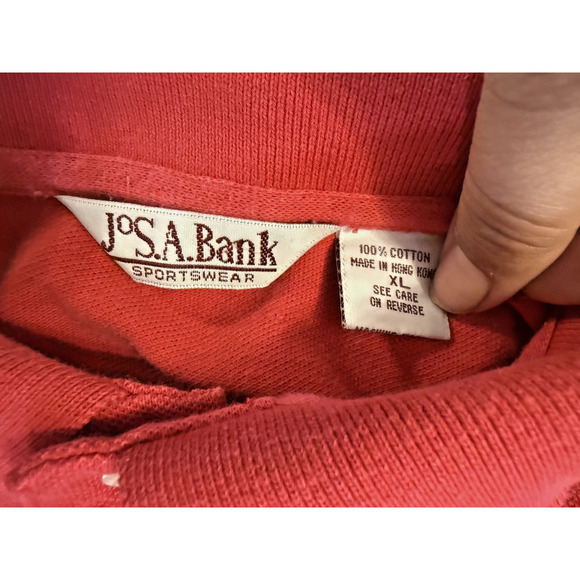 JoS.A.Bank
SPORTSWEAR
100% COTTON
MADE IN HONG KONG
XL
SEE CARE
ON REVERSE